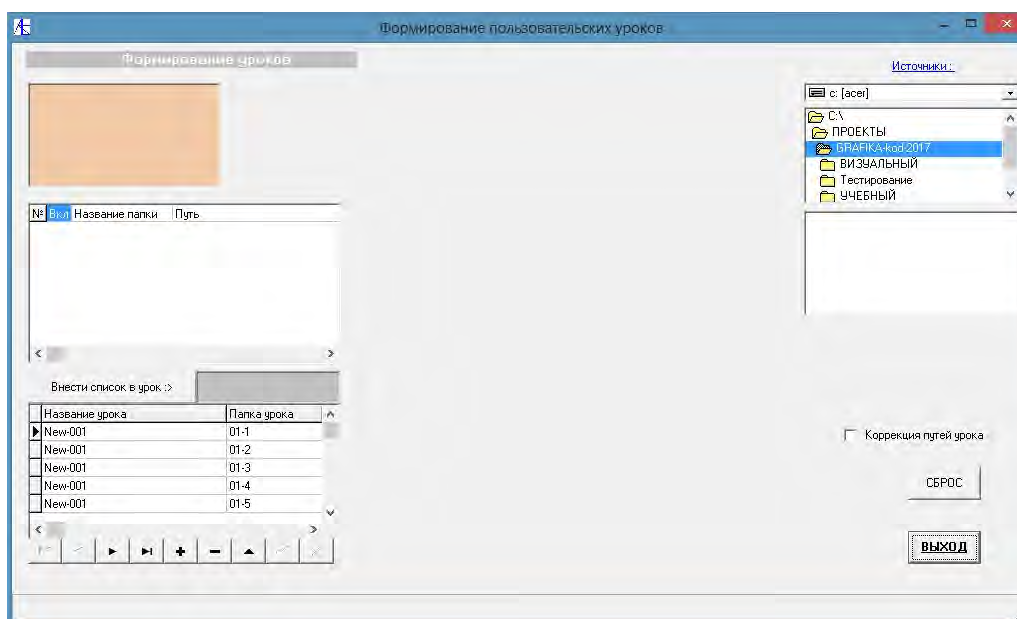 Формирование пользовательских уроков
Формирование уроков
Источники :
c: [acer]
C:\
ПРОЕКТЫ
GRAFIKA-kod-2017
ВИЗУАЛЬНЫЙ
Тестирование
УЧЕБНЫЙ
№ Вкл Название папки Путь
Внести список в урок :>
Название урока Папка урока
New-001 01-1
New-001 01-2
New-001 01-3
New-001 01-4
New-001 01-5
Коррекция путей урока
СБРОС
ВЫХОД